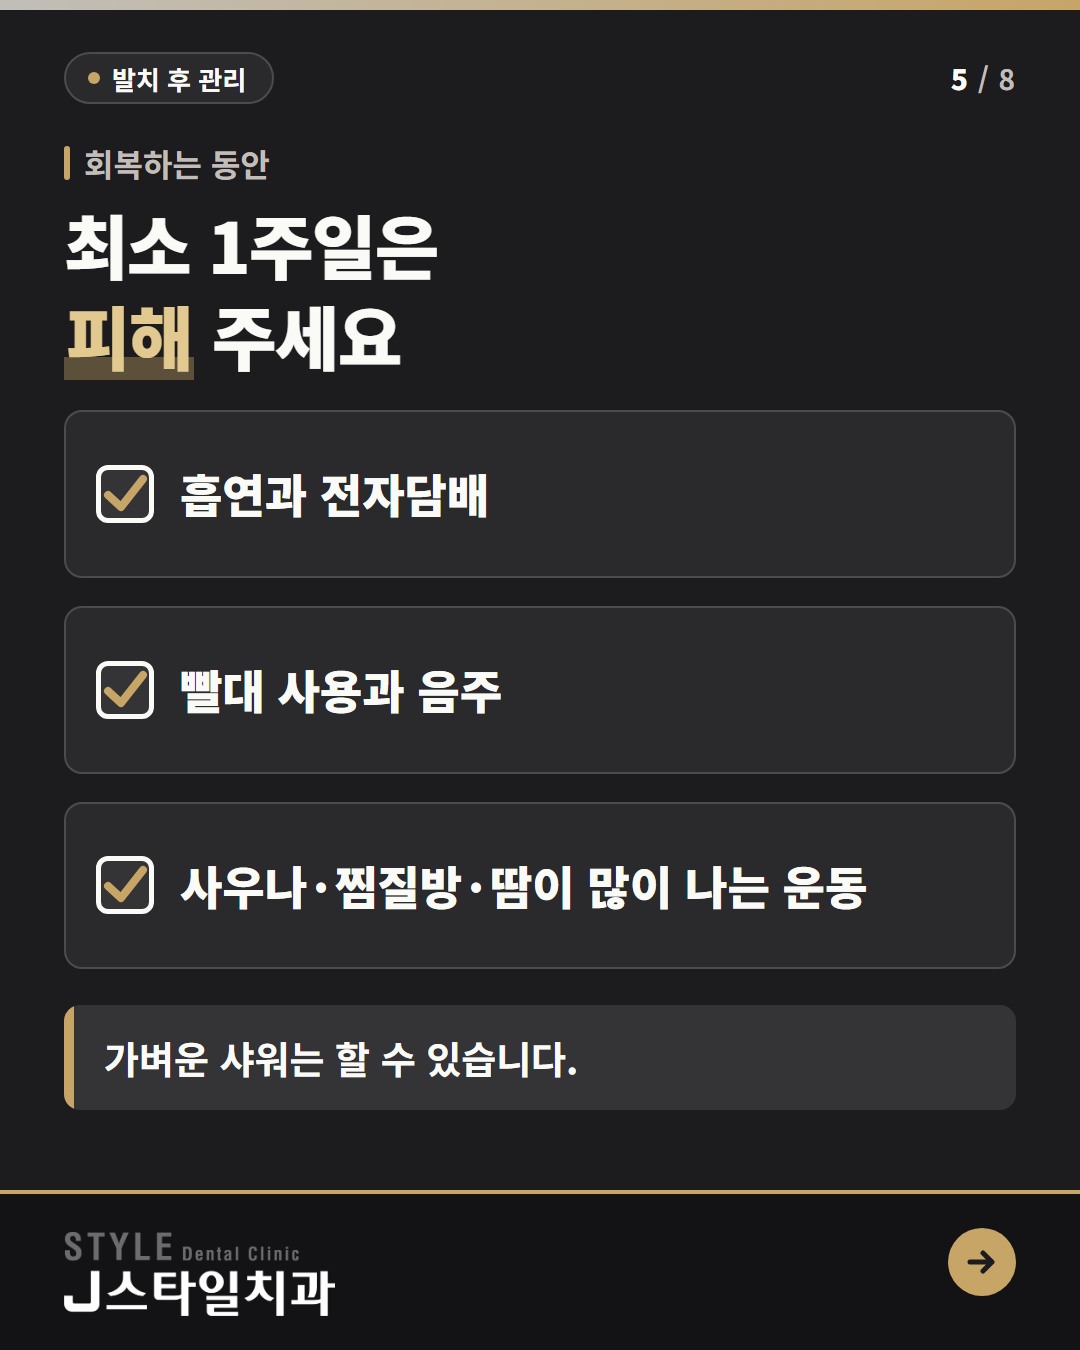 발치 후 관리
5 / 8
회복하는 동안
최소 1주일은
피해 주세요
흡연과 전자담배
빨대 사용과 음주
사우나·찜질방·땀이 많이 나는 운동
가벼운 샤워는 할 수 있습니다.
STYLE Dental Clinic
J스타일치과